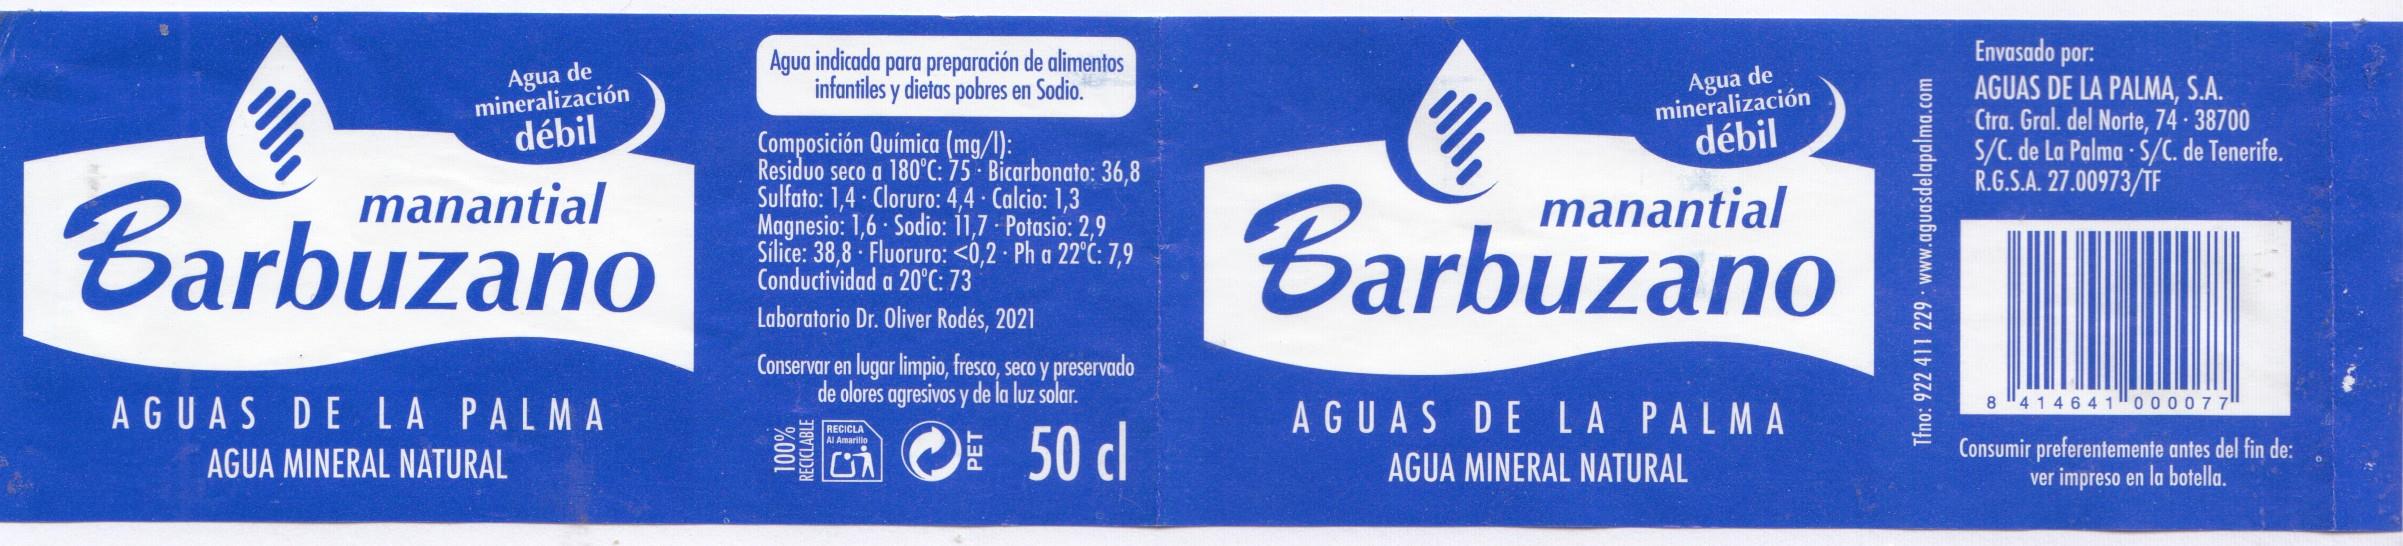 Agua de
mineralización
débil
manantial
Barbuzano
AGUAS DE LA PALMA
AGUA MINERAL NATURAL
Agua indicada para preparación de alimentos
infantiles y dietas pobres en Sodio.
Composición Química (mg/l):
Residuo seco a 180ºC: 75 · Bicarbonato: 36,8
Sulfato: 1,4 · Cloruro: 4,4 · Calcio: 1,3
Magnesio: 1,6 · Sodio: 11,7 · Potasio: 2,9
Sílice: 38,8 · Fluoruro: <0,2 · Ph a 22ºC: 7,9
Conductividad a 20ºC: 73
Laboratorio Dr. Oliver Rodés, 2021
Conservar en lugar limpio, fresco, seco y preservado
de olores agresivos y de la luz solar.
100%
RECICLABLE
RECICLA
Al Amarillo
PET
50 cl
Agua de
mineralización
débil
manantial
Barbuzano
AGUAS DE LA PALMA
AGUA MINERAL NATURAL
Tfno: 922 411 229 · www.aguasdelapalma.com
Envasado por:
AGUAS DE LA PALMA, S.A.
Ctra. Gral. del Norte, 74 · 38700
S/C. de La Palma · S/C. de Tenerife.
R.G.S.A. 27.00973/TF
8 414641 000077
Consumir preferentemente antes del fin de:
ver impreso en la botella.